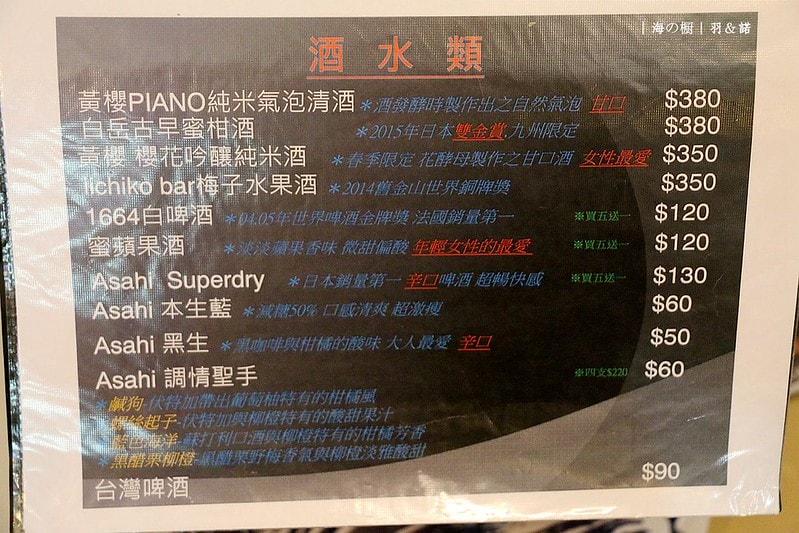 |海の櫥|羽&諾
酒水類
黃櫻PIANO純米氣泡清酒 *酒發酵時製作出之自然氣泡 甘口 $380
白岳古早蜜柑酒 *2015年日本雙金賞,九州限定 $380
黃櫻 櫻花吟釀純米酒 *春季限定 花酵母製作之甘口酒 女性最愛 $350
Iichiko bar梅子水果酒 *2014舊金山世界銅牌獎 $350
1664白啤酒 *04.05年世界啤酒金牌獎 法國銷量第一 ※買五送一 $120
蜜蘋果酒 *淡淡蘋果香味 微甜偏酸 年輕女性的最愛 ※買五送一 $120
Asahi Superdry *日本銷量第一 辛口啤酒 超暢快感 ※買五送一 $130
Asahi 本生藍 *減糖50% 口感清爽 超激瘦 $60
Asahi 黑生 *黑咖啡與柑橘的酸味 大人最愛 辛口 $50
Asahi 調情聖手 ※四支$220 $60
*鹹狗-伏特加帶出葡萄柚特有的柑橘風
*螺絲起子-伏特加與柳橙特有的酸甜果汁
*藍色海洋-蘇打利口酒與柳橙特有的柑橘芳香
*黑醋栗柳橙-黑醋栗野梅香氣與柳橙淡雅酸甜
台灣啤酒 $90